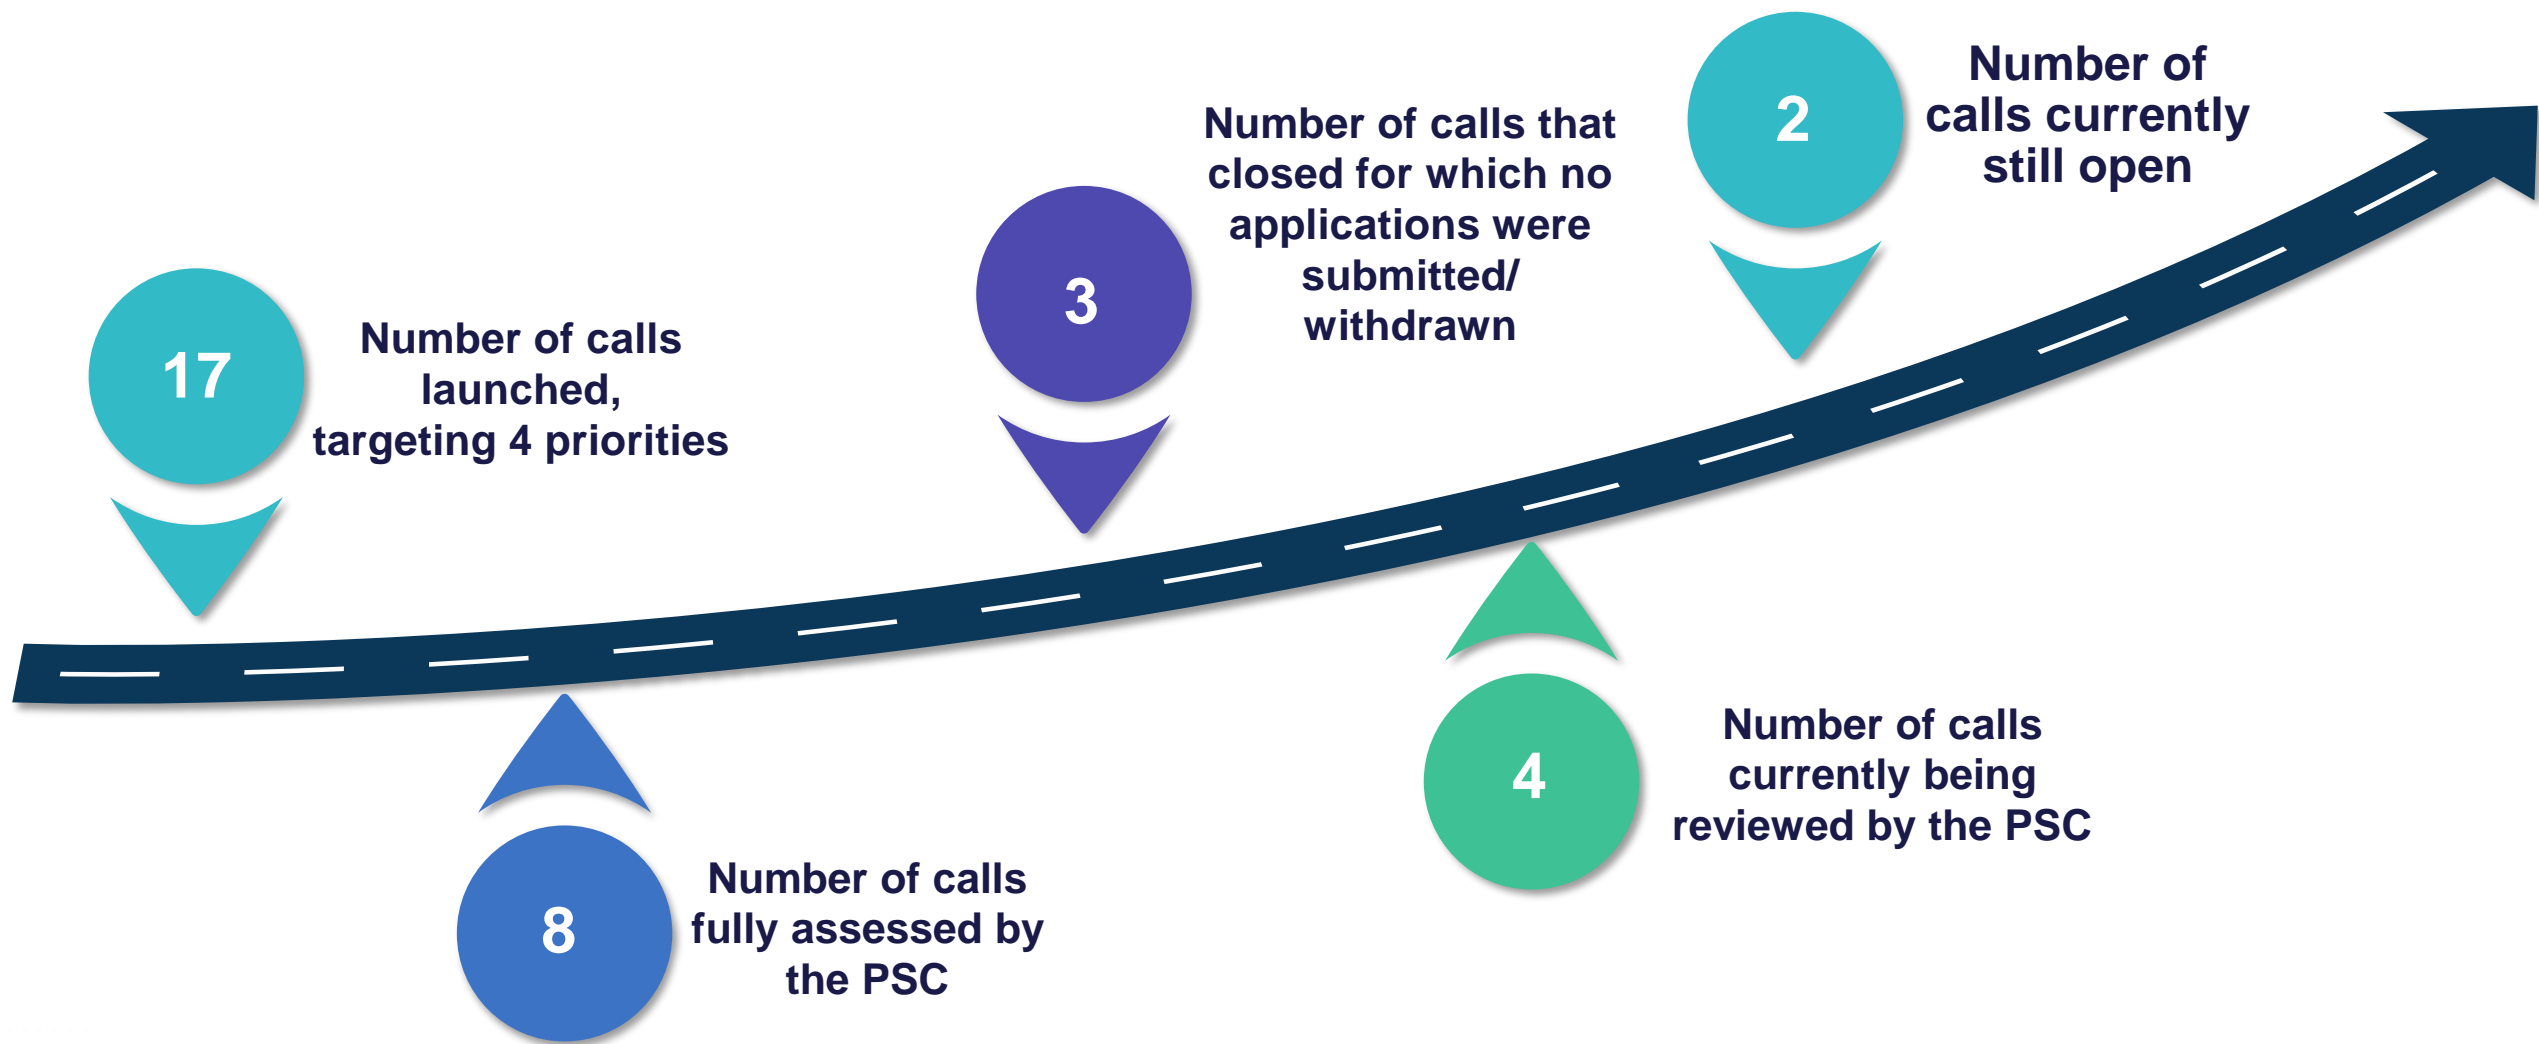 17
Number of calls
launched,
targeting 4 priorities
8
Number of calls
fully assessed by
the PSC
3
Number of calls that
closed for which no
applications were
submitted/
withdrawn
4
Number of calls
currently being
reviewed by the PSC
2
Number of
calls currently
still open